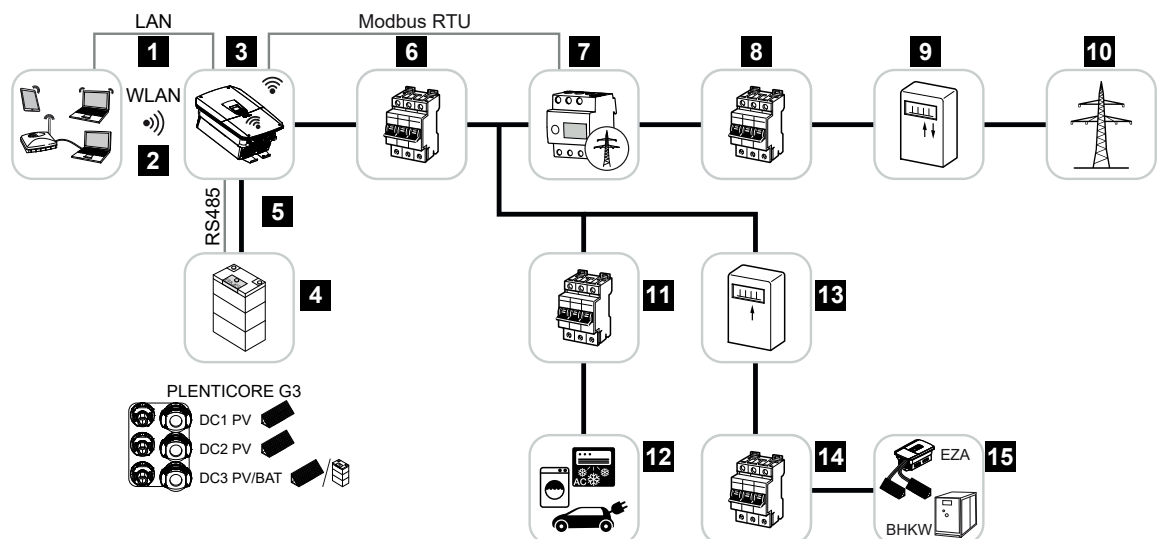 LAN
Modbus RTU
1
3
6
7
8
9
10
WLAN
2
RS485
5
4
11
13
PLENTICORE G3
DC1 PV
DC2 PV
DC3 PV/BAT
/
12
AC
14
EZA
15
BHKW